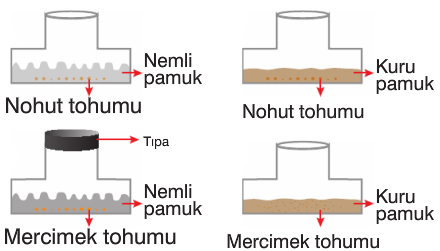 Nemli
pamuk
Nohut tohumu
Kuru
pamuk
Nohut tohumu
Tıpa
Nemli
pamuk
Mercimek tohumu
Kuru
pamuk
Mercimek tohumu